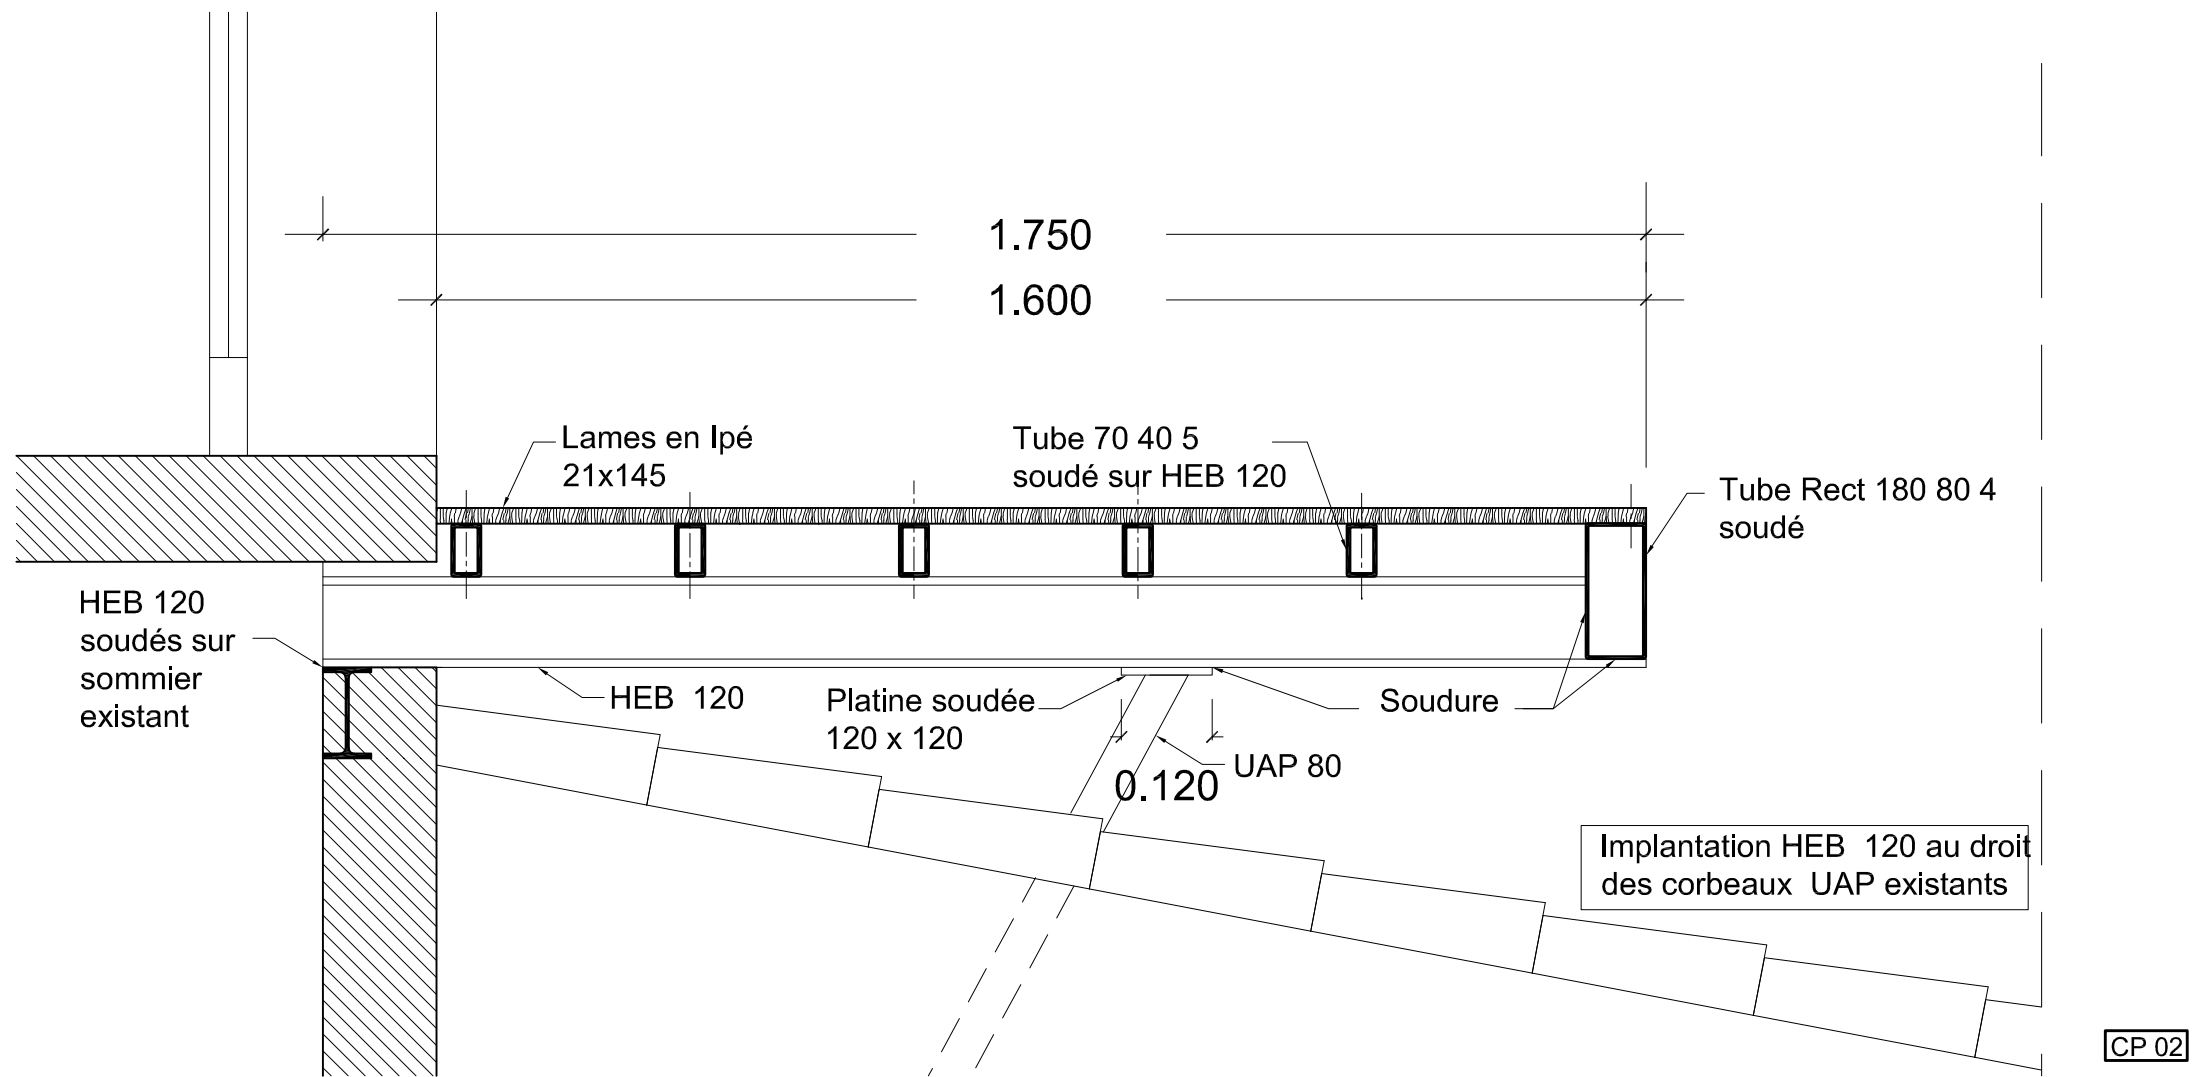 1.750
1.600
Lames en Ipé
21x145
Tube 70 40 5
soudé sur HEB 120
Tube Rect 180 80 4
soudé
HEB 120
soudés sur
sommier
existant
HEB 120
Platine soudée
120 x 120
Soudure
UAP 80
0.120
Implantation HEB 120 au droit
des corbeaux UAP existants
CP 02